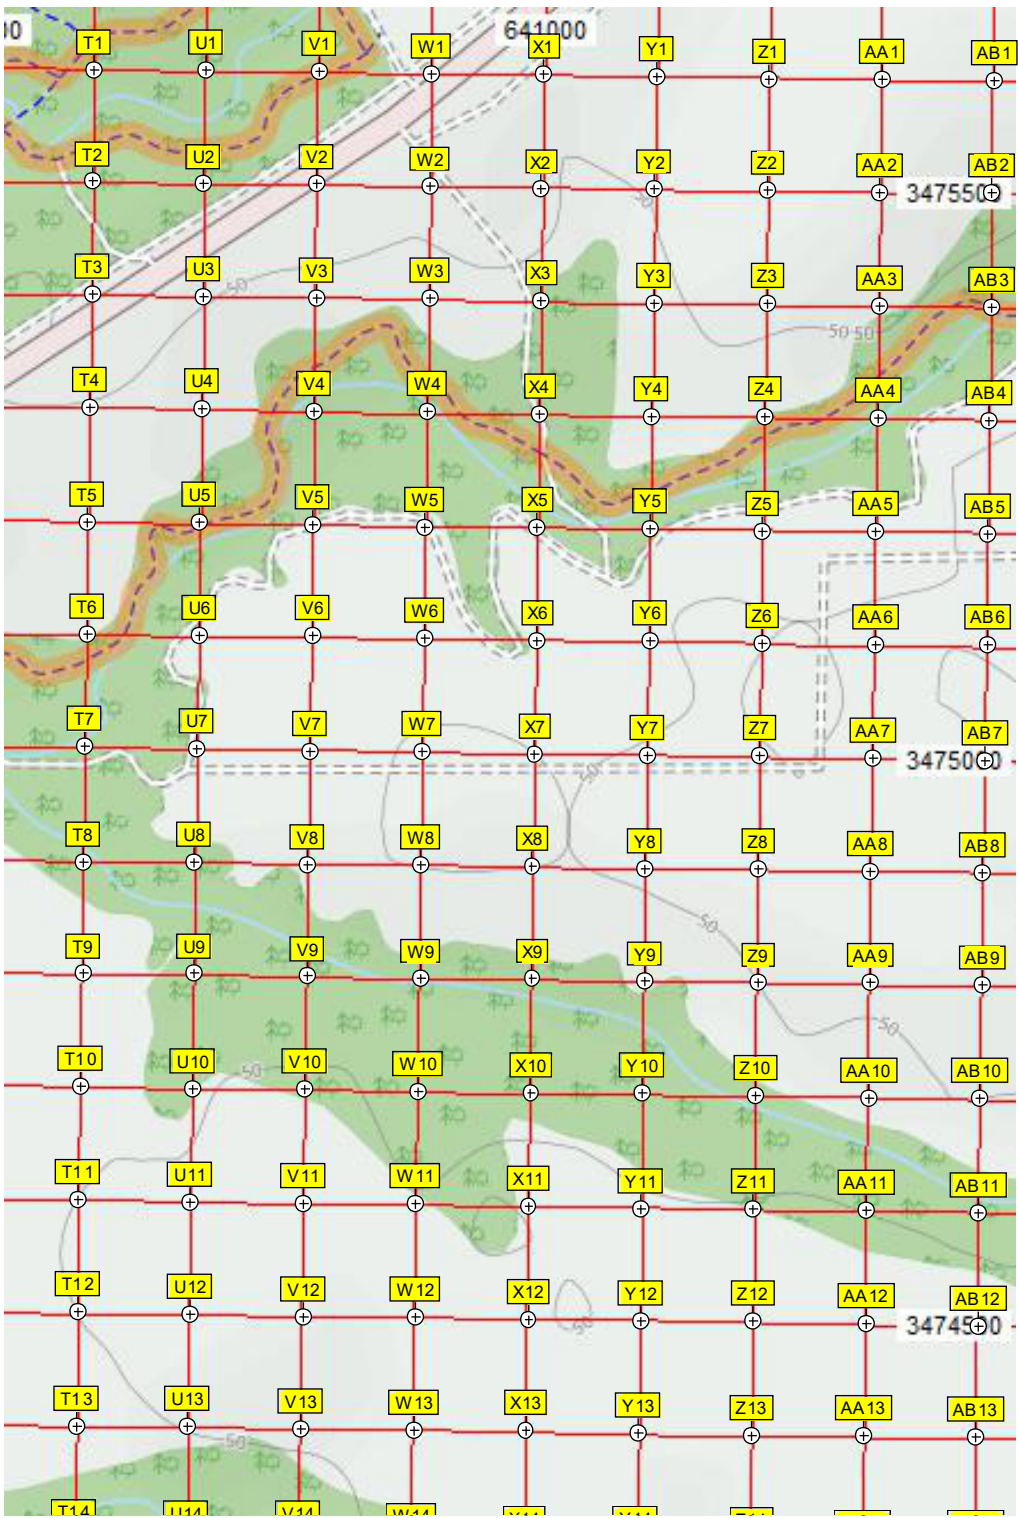 00 641000
T1 U1 V1 W1 X1 Y1 Z1 AA1 AB1
T2 U2 V2 W2 X2 Y2 Z2 AA2 AB2
3475500
50
T3 U3 V3 W3 X3 Y3 Z3 AA3 AB3
50
50 50
T4 U4 V4 W4 X4 Y4 Z4 AA4 AB4
T5 U5 V5 W5 X5 Y5 Z5 AA5 AB5
T6 U6 V6 W6 X6 Y6 Z6 AA6 AB6
T7 U7 V7 W7 X7 Y7 Z7 AA7 AB7
3475000
50
T8 U8 V8 W8 X8 Y8 Z8 AA8 AB8
50
T9 U9 V9 W9 X9 Y9 Z9 AA9 AB9
50
T10 U10 V10 W10 X10 Y10 Z10 AA10 AB10
50
T11 U11 V11 W11 X11 Y11 Z11 AA11 AB11
T12 U12 V12 W12 X12 Y12 Z12 AA12 AB12
3474500
50
T13 U13 V13 W13 X13 Y13 Z13 AA13 AB13
50
T14 U14 V14 W14